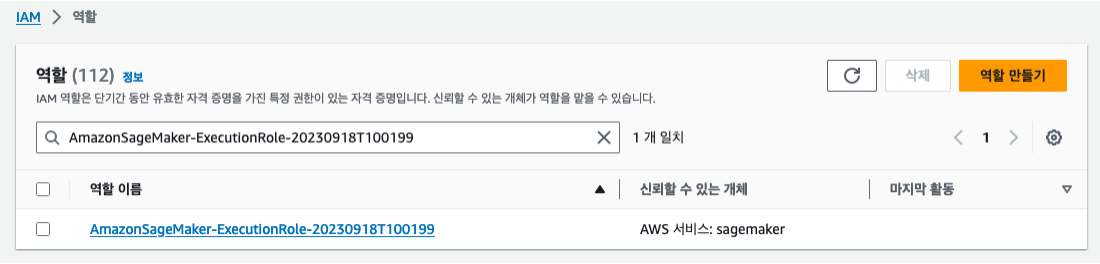 IAM > 역할
역할 (112) 정보
삭제
역할 만들기
IAM 역할은 단기간 동안 유효한 자격 증명을 가진 특정 권한이 있는 자격 증명입니다. 신뢰할 수 있는 개체가 역할을 맡을 수 있습니다.
AmazonSageMaker-ExecutionRole-20230918T100199
1 개 일치
1
역할 이름
신뢰할 수 있는 개체
마지막 활동
AmazonSageMaker-ExecutionRole-20230918T100199
AWS 서비스: sagemaker